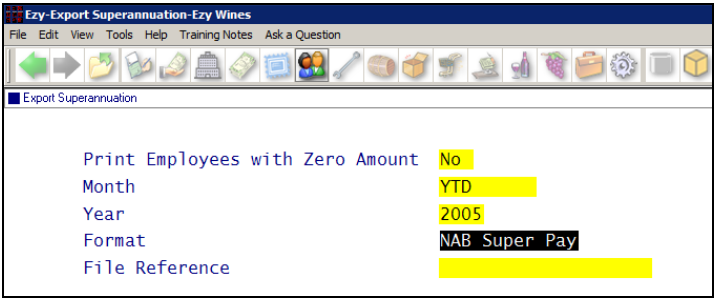 Ezy-Export Superannuation-Ezy Wines
File Edit View Tools Help Training Notes Ask a Question
Export Superannuation
Print Employees with Zero Amount No
Month YTD
Year 2005
Format NAB Super Pay
File Reference